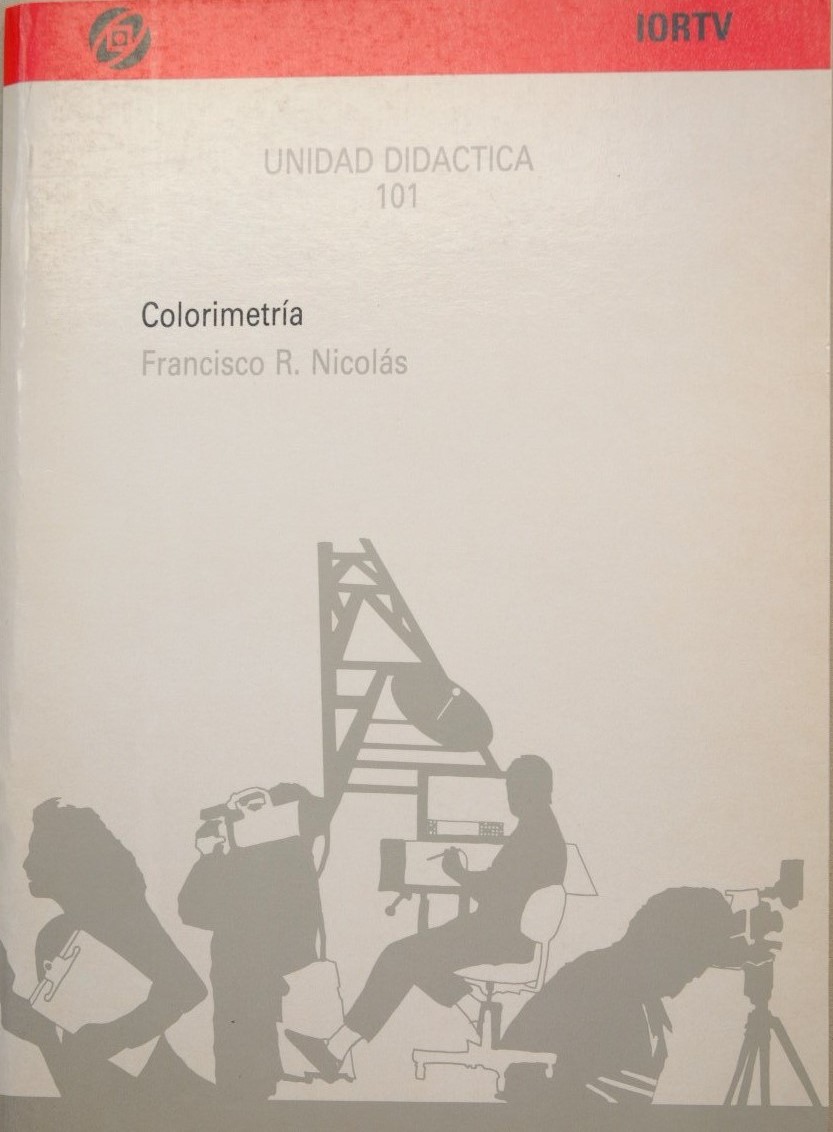 IORTV
UNIDAD DIDACTICA
101
Colorimetría
Francisco R. Nicolás